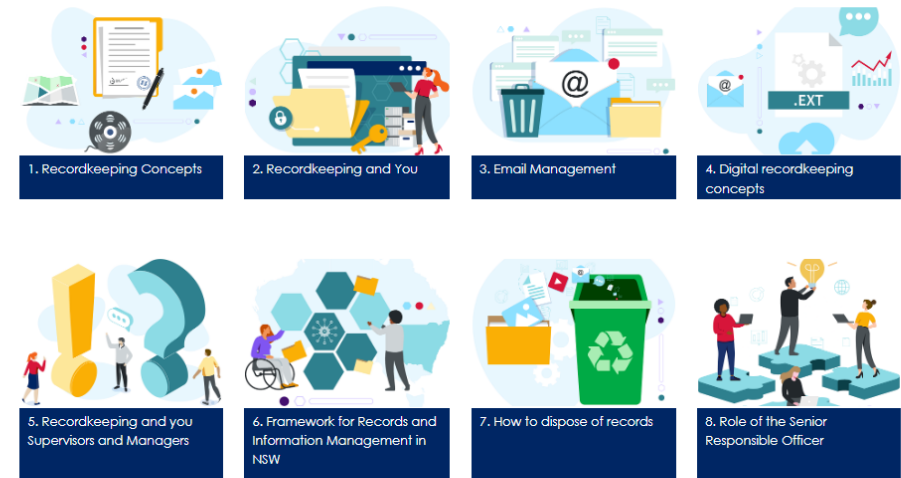 1. Recordkeeping Concepts
2. Recordkeeping and You
@
3. Email Management
@
.EXT
4. Digital recordkeeping
concepts
5. Recordkeeping and you
Supervisors and Managers
6. Framework for Records and
Information Management in
NSW
@
7. How to dispose of records
8. Role of the Senior
Responsible Officer